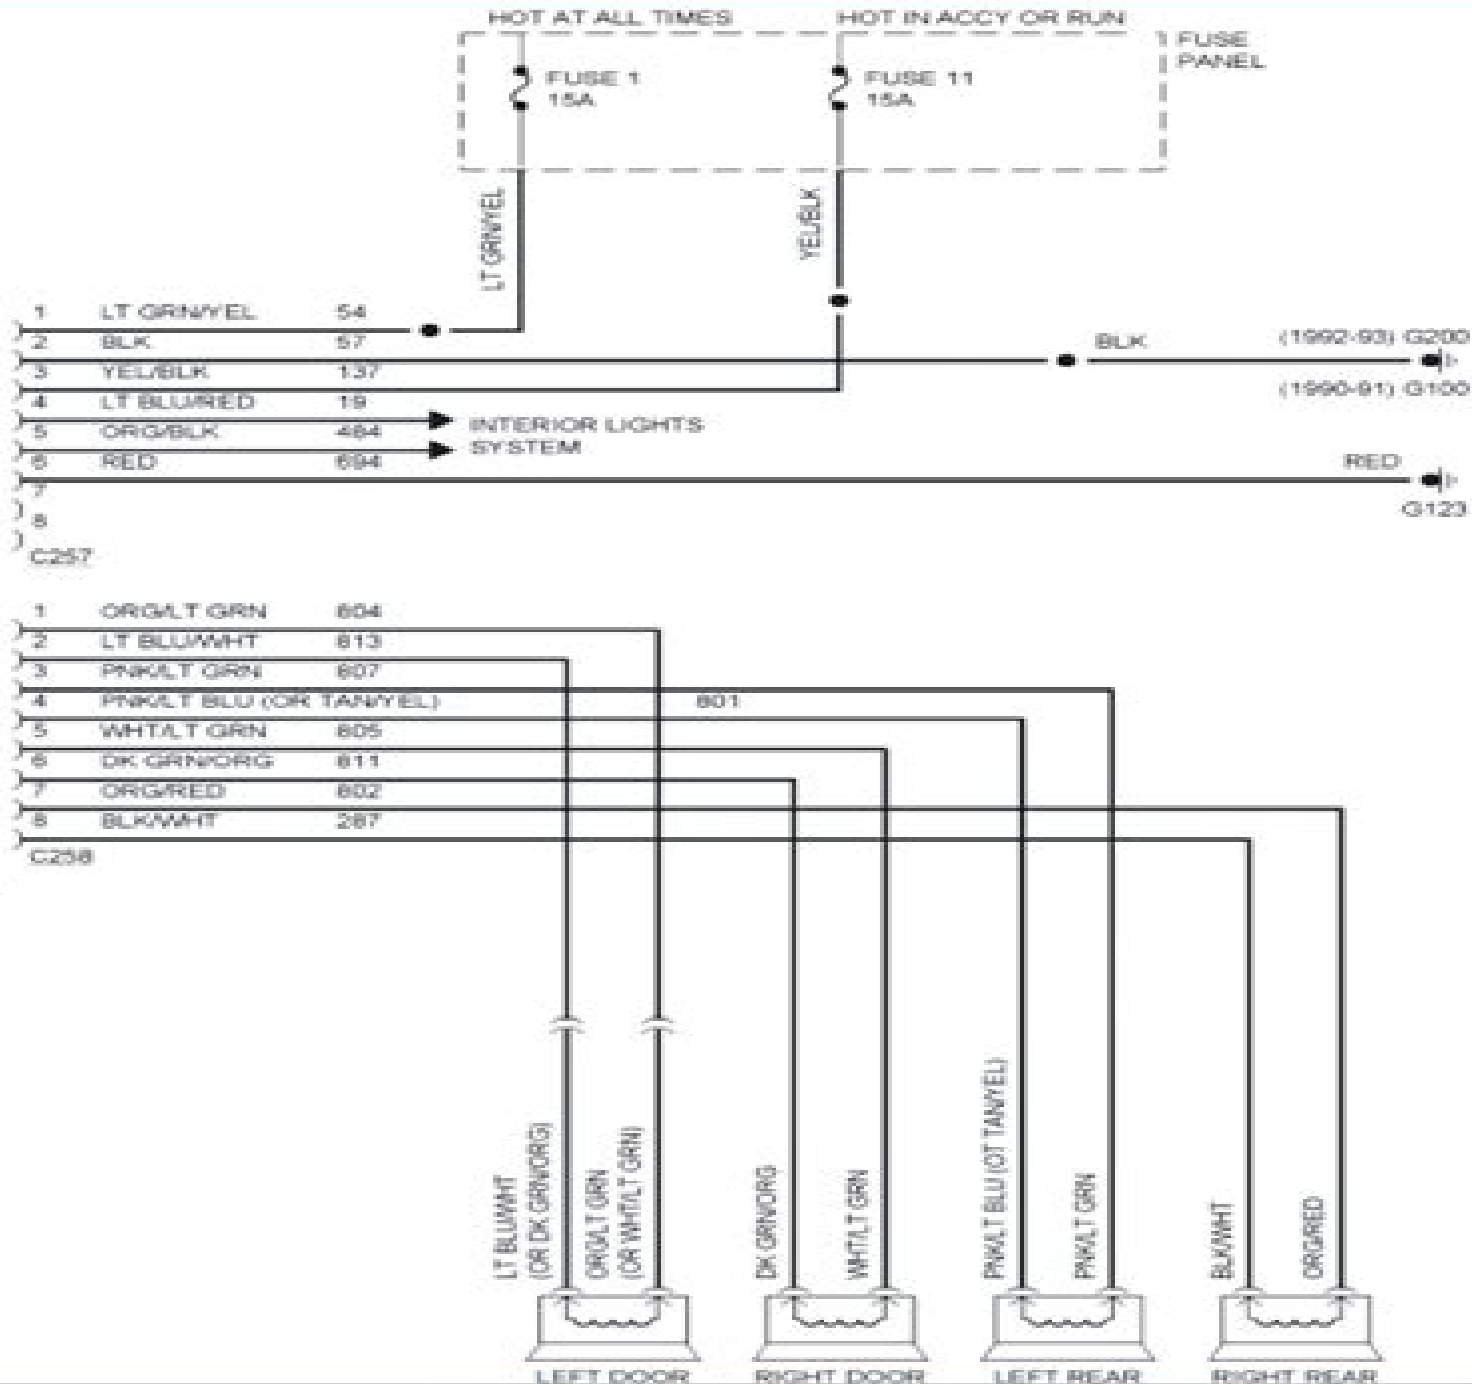 HOT AT ALL TIMES
HOT IN ACCY OR RUN
FUSE
PANEL
FUSE 1
15A
FUSE 11
15A
LT GRN/YEL
YEL/BLK
1 LT GRN/YEL 54
2 BLK 57
3 YEL/BLK 137
4 LT BLU/RED 19
5 ORG/BLK 484
6 RED 694
7
8
C257
INTERIOR LIGHTS
SYSTEM
BLK
(1992-93) G200
(1990-91) G100
RED
G123
1 ORG/LT GRN 804
2 LT BLU/WHT 813
3 PNK/LT GRN 807
4 PNK/LT BLU (OR TAN/YEL) 801
5 WHT/LT GRN 805
6 DK GRN/ORG 811
7 ORG/RED 802
8 BLK/WHT 287
C258
LT BLU/WHT
(OR DK GRN/ORG)
ORG/LT GRN
(OR WHT/LT GRN)
DK GRN/ORG
WHT/LT GRN
PNK/LT BLU (OT TAN/YEL)
PNK/LT GRN
BLK/WHT
ORG/RED
LEFT DOOR
RIGHT DOOR
LEFT REAR
RIGHT REAR